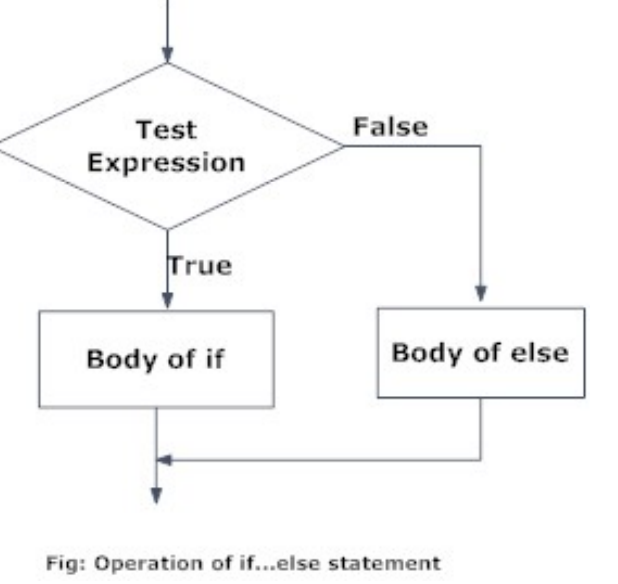 Test
Expression
False
True
Body of if
Body of else
Fig: Operation of if...else statement